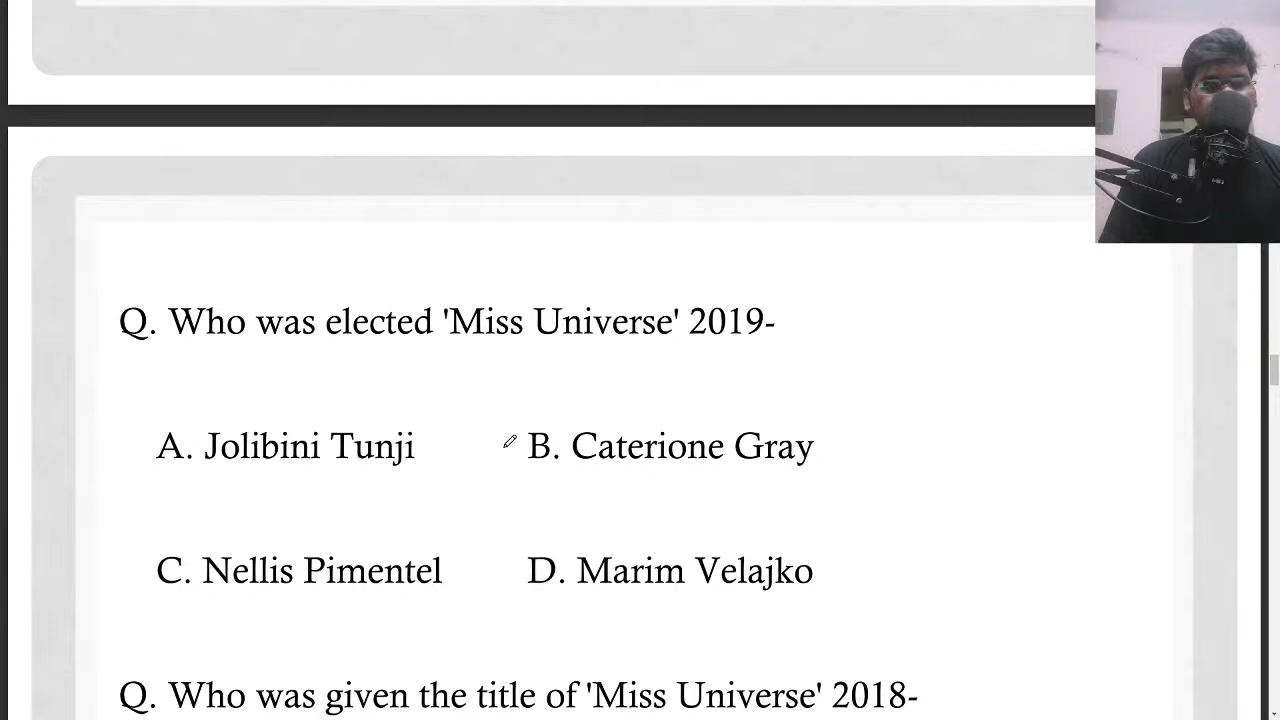 Q. Who was elected 'Miss Universe' 2019-
A. Jolibini Tunji B. Caterione Gray
C. Nellis Pimentel D. Marim Velajko
Q. Who was given the title of 'Miss Universe' 2018-